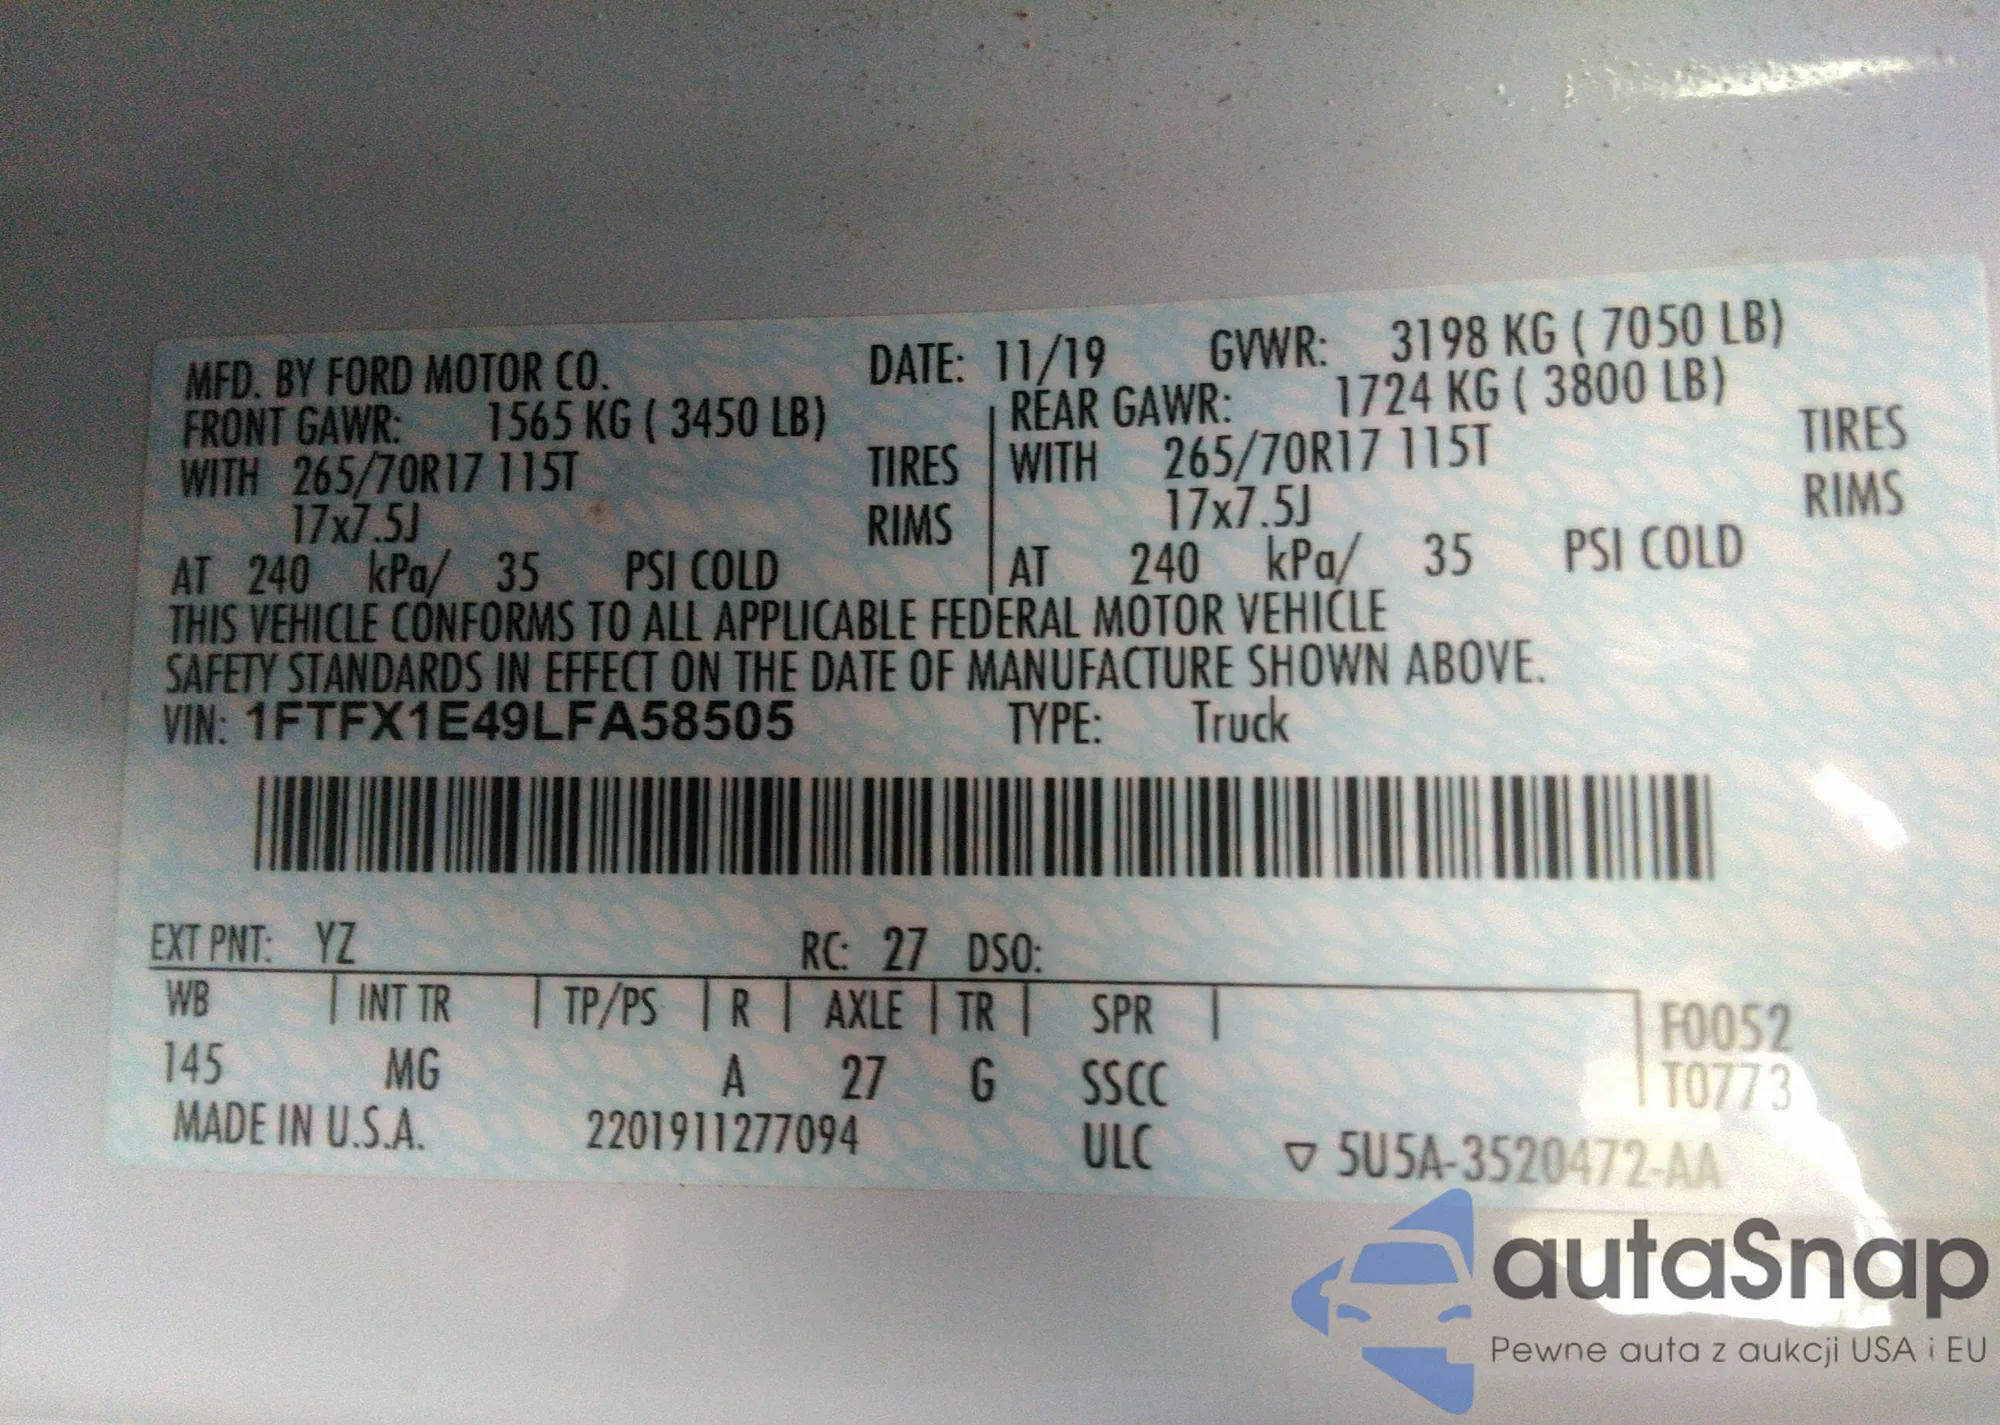 MFD. BY FORD MOTOR CO. DATE: 11/19 GVWR: 3198 KG ( 7050 LB)
FRONT GAWR: 1565 KG ( 3450 LB) REAR GAWR: 1724 KG ( 3800 LB)
WITH 265/70R17 115T TIRES WITH 265/70R17 115T TIRES
17x7.5J RIMS 17x7.5J RIMS
AT 240 kPa/ 35 PSI COLD AT 240 kPa/ 35 PSI COLD
THIS VEHICLE CONFORMS TO ALL APPLICABLE FEDERAL MOTOR VEHICLE
SAFETY STANDARDS IN EFFECT ON THE DATE OF MANUFACTURE SHOWN ABOVE.
VIN: 1FTFX1E49LFA58505 TYPE: Truck
EXT PNT: YZ RC: 27 DSO:
WB | INT TR | TP/PS | R | AXLE | TR | SPR | F0052
145 MG A 27 G SSCC T0773
MADE IN U.S.A. 2201911277094 ULC ▽ 5U5A-3520472-AA
autaSnap
Pewne auta z aukcji USA i EU